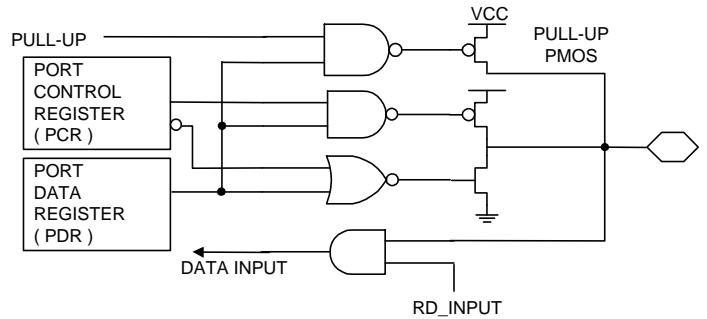 VCC
PULL-UP
PULL-UP
PMOS
PORT
CONTROL
REGISTER
( PCR )
PORT
DATA
REGISTER
( PDR )
DATA INPUT
RD_INPUT